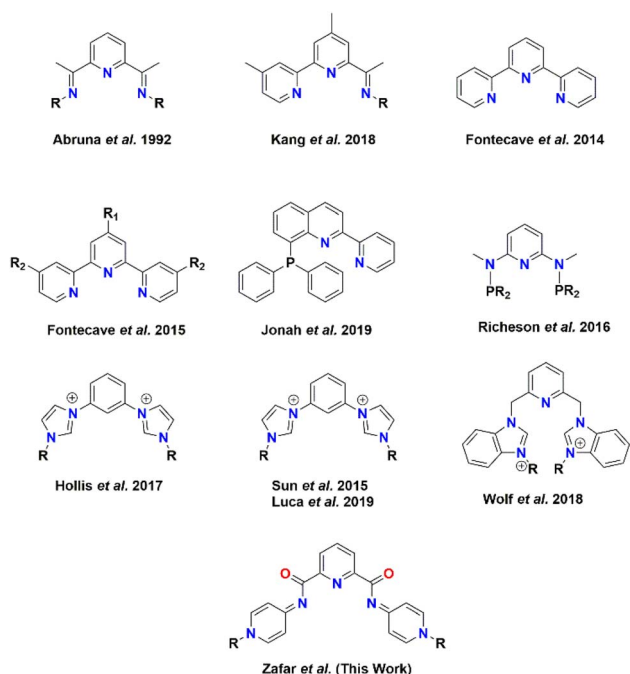 N
N N
R R
Abruna et al. 1992
N
N N
R
Kang et al. 2018
N
N N
Fontecave et al. 2014
R1
R2 R2
N
N N
Fontecave et al. 2015
N
P N
Jonah et al. 2019
N N N
PR2 PR2
Richeson et al. 2016
+ +
N N
N N
R R
Hollis et al. 2017
+ +
N N
N N
R R
Sun et al. 2015
Luca et al. 2019
N
N N
N N +
+ R R
Wolf et al. 2018
O O
N
N N
N N
R R
Zafar et al. (This Work)